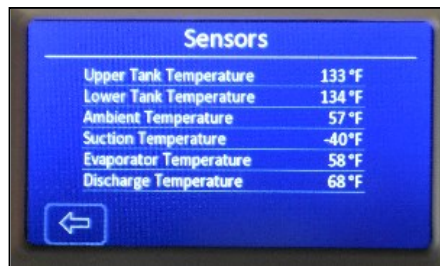 Sensors
Upper Tank Temperature 133 °F
Lower Tank Temperature 134 °F
Ambient Temperature 57 °F
Suction Temperature -40°F
Evaporator Temperature 58 °F
Discharge Temperature 68 °F